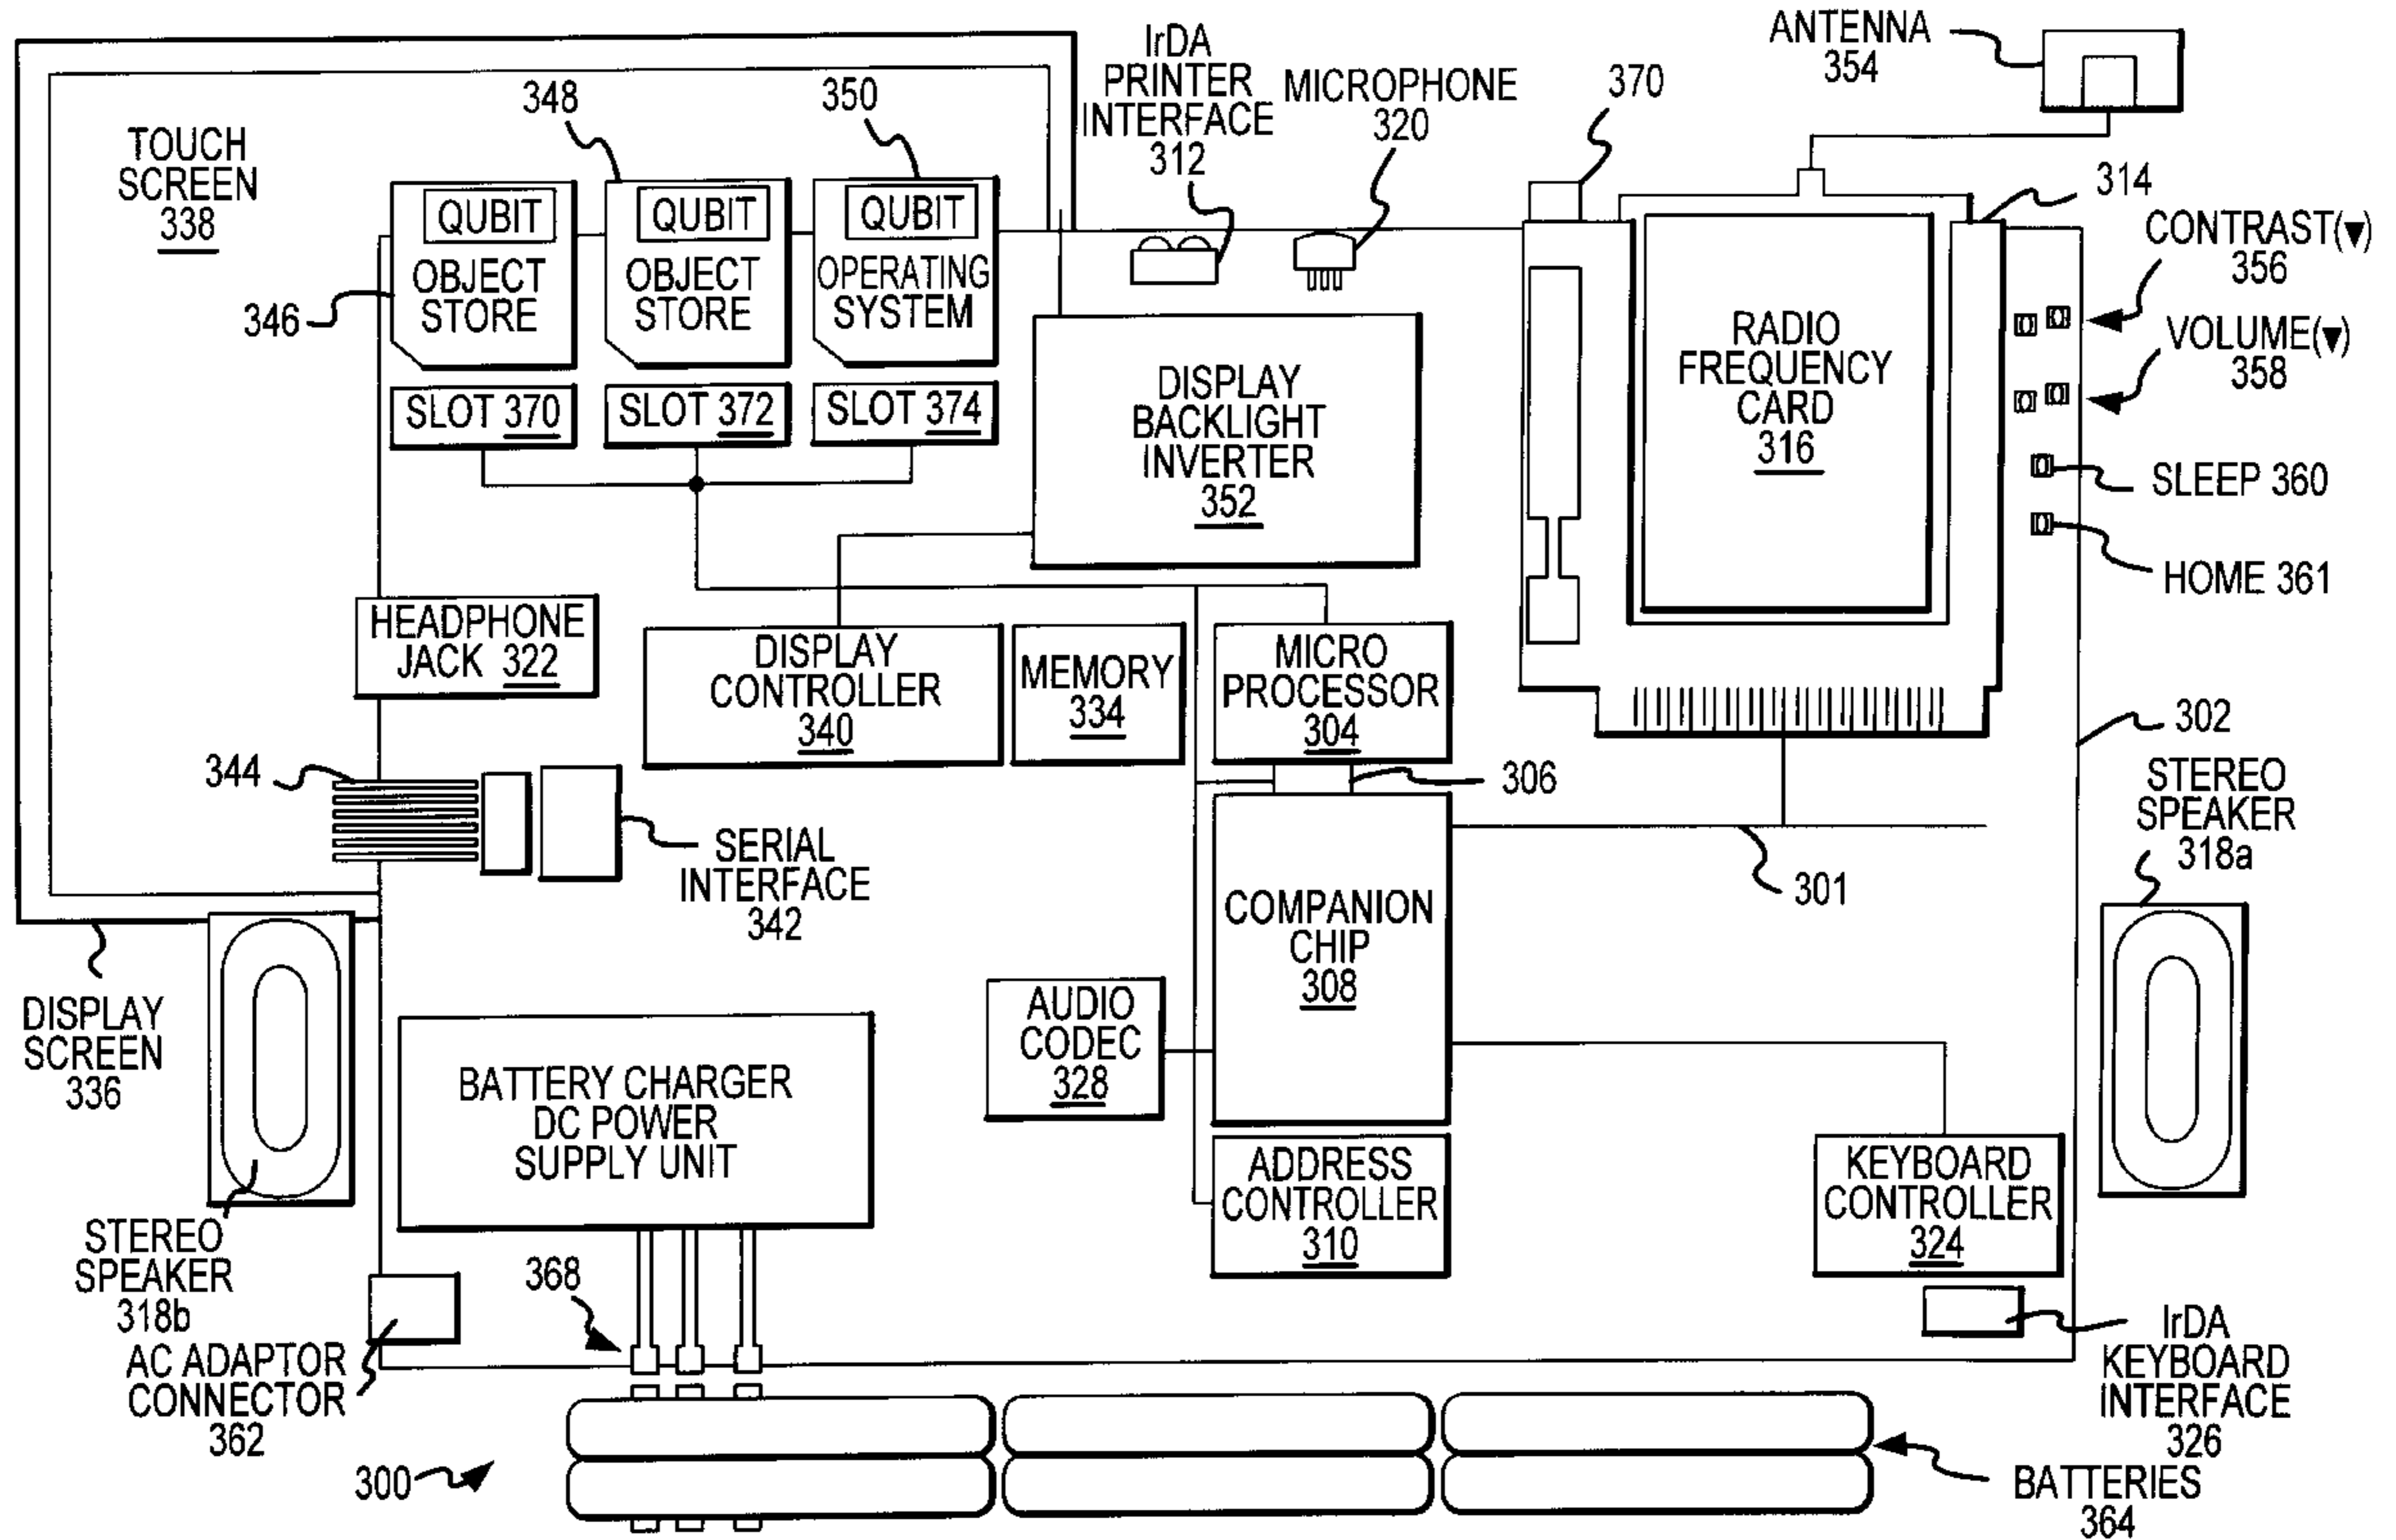 TOUCH
SCREEN
338
348
350
IrDA
PRINTER
INTERFACE
312
MICROPHONE
320
370
ANTENNA
354
314
QUBIT
OBJECT
STORE
346
QUBIT
OBJECT
STORE
QUBIT
OPERATING
SYSTEM
SLOT 370
SLOT 372
SLOT 374
DISPLAY
BACKLIGHT
INVERTER
352
RADIO
FREQUENCY
CARD
316
CONTRAST(▼)
356
VOLUME(▼)
358
SLEEP 360
HOME 361
HEADPHONE
JACK 322
DISPLAY
CONTROLLER
340
MEMORY
334
MICRO
PROCESSOR
304
302
344
SERIAL
INTERFACE
342
306
301
STEREO
SPEAKER
318a
COMPANION
CHIP
308
DISPLAY
SCREEN
336
AUDIO
CODEC
328
BATTERY CHARGER
DC POWER
SUPPLY UNIT
ADDRESS
CONTROLLER
310
KEYBOARD
CONTROLLER
324
STEREO
SPEAKER
318b
368
AC ADAPTOR
CONNECTOR
362
IrDA
KEYBOARD
INTERFACE
326
300
BATTERIES
364